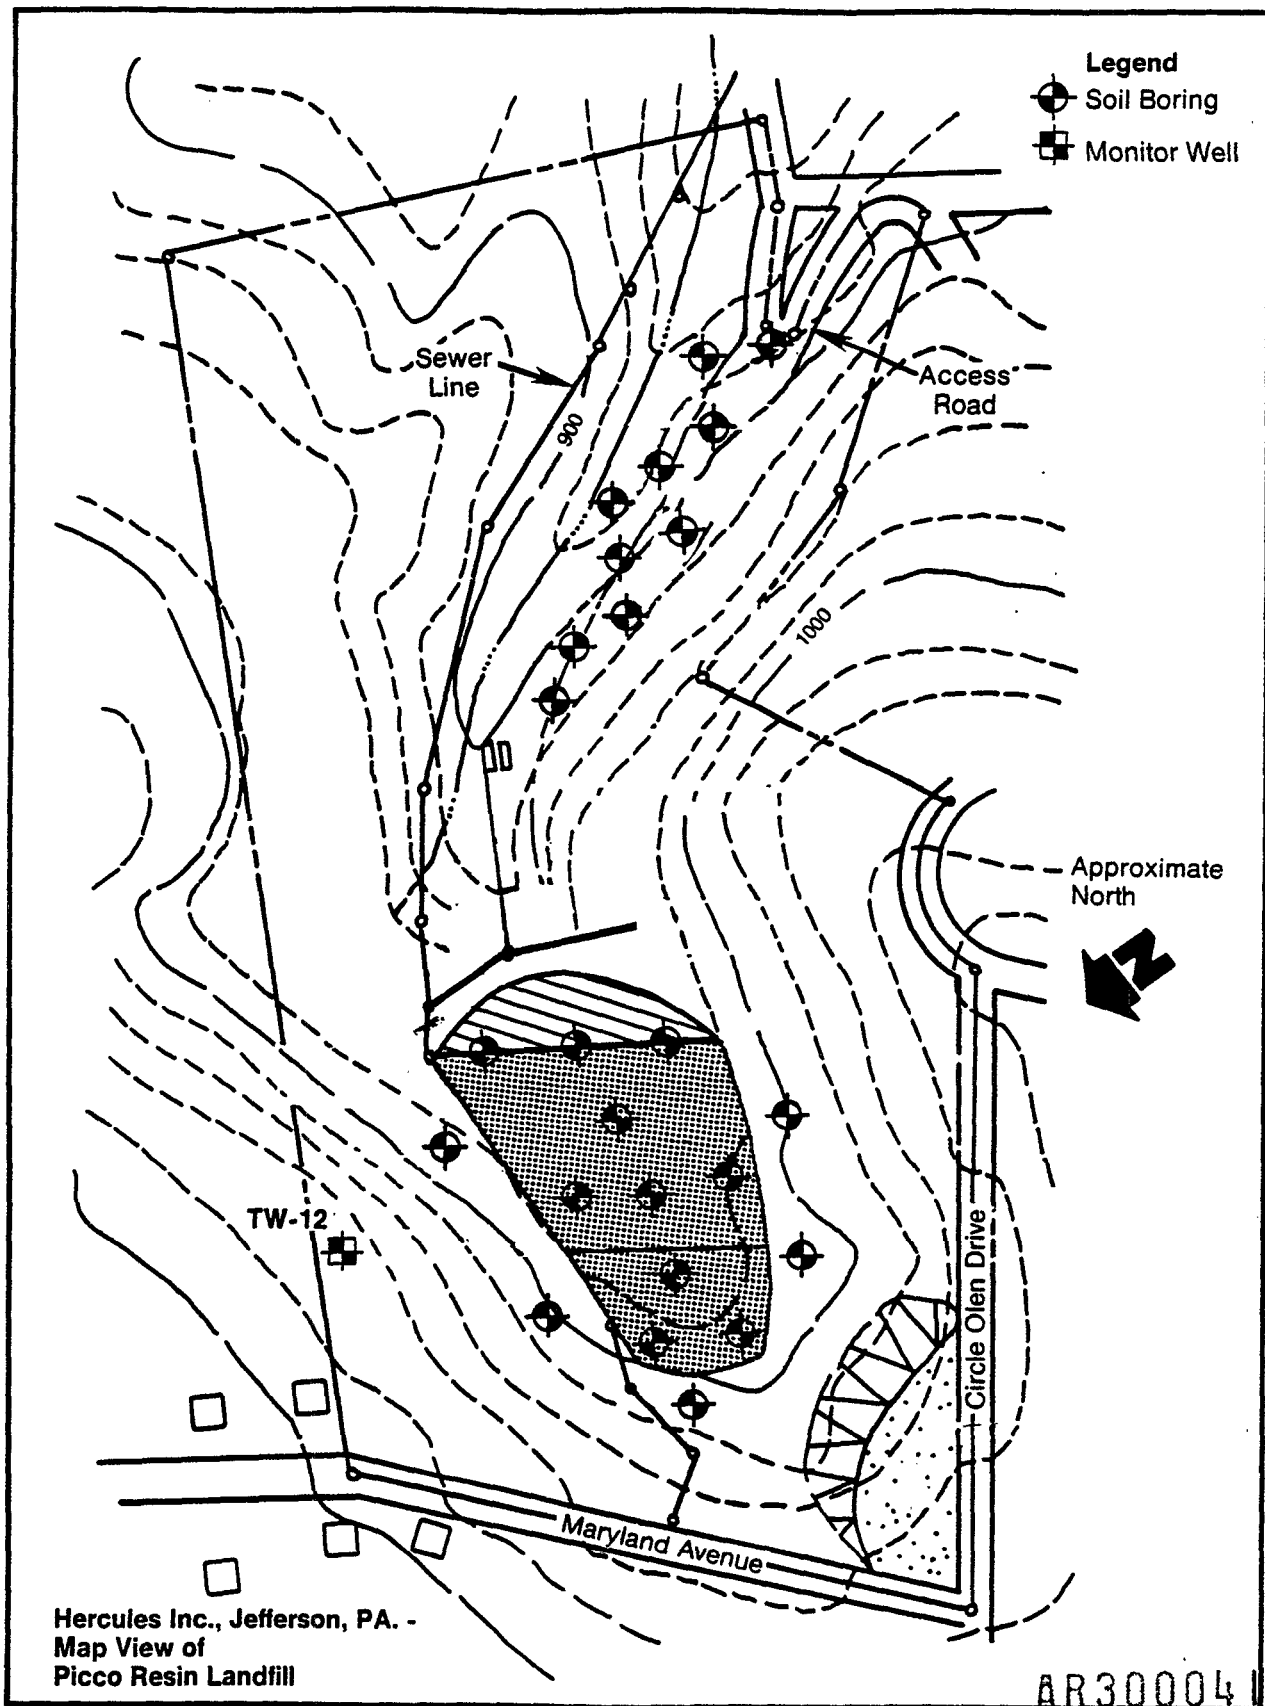 Legend
Soil Boring
Monitor Well
Sewer
Line
Access
Road
900
1000
Approximate
North
N
TW-12
Circle Olen Drive
Maryland Avenue
Hercules Inc., Jefferson, PA. -
Map View of
Picco Resin Landfill
AR300041